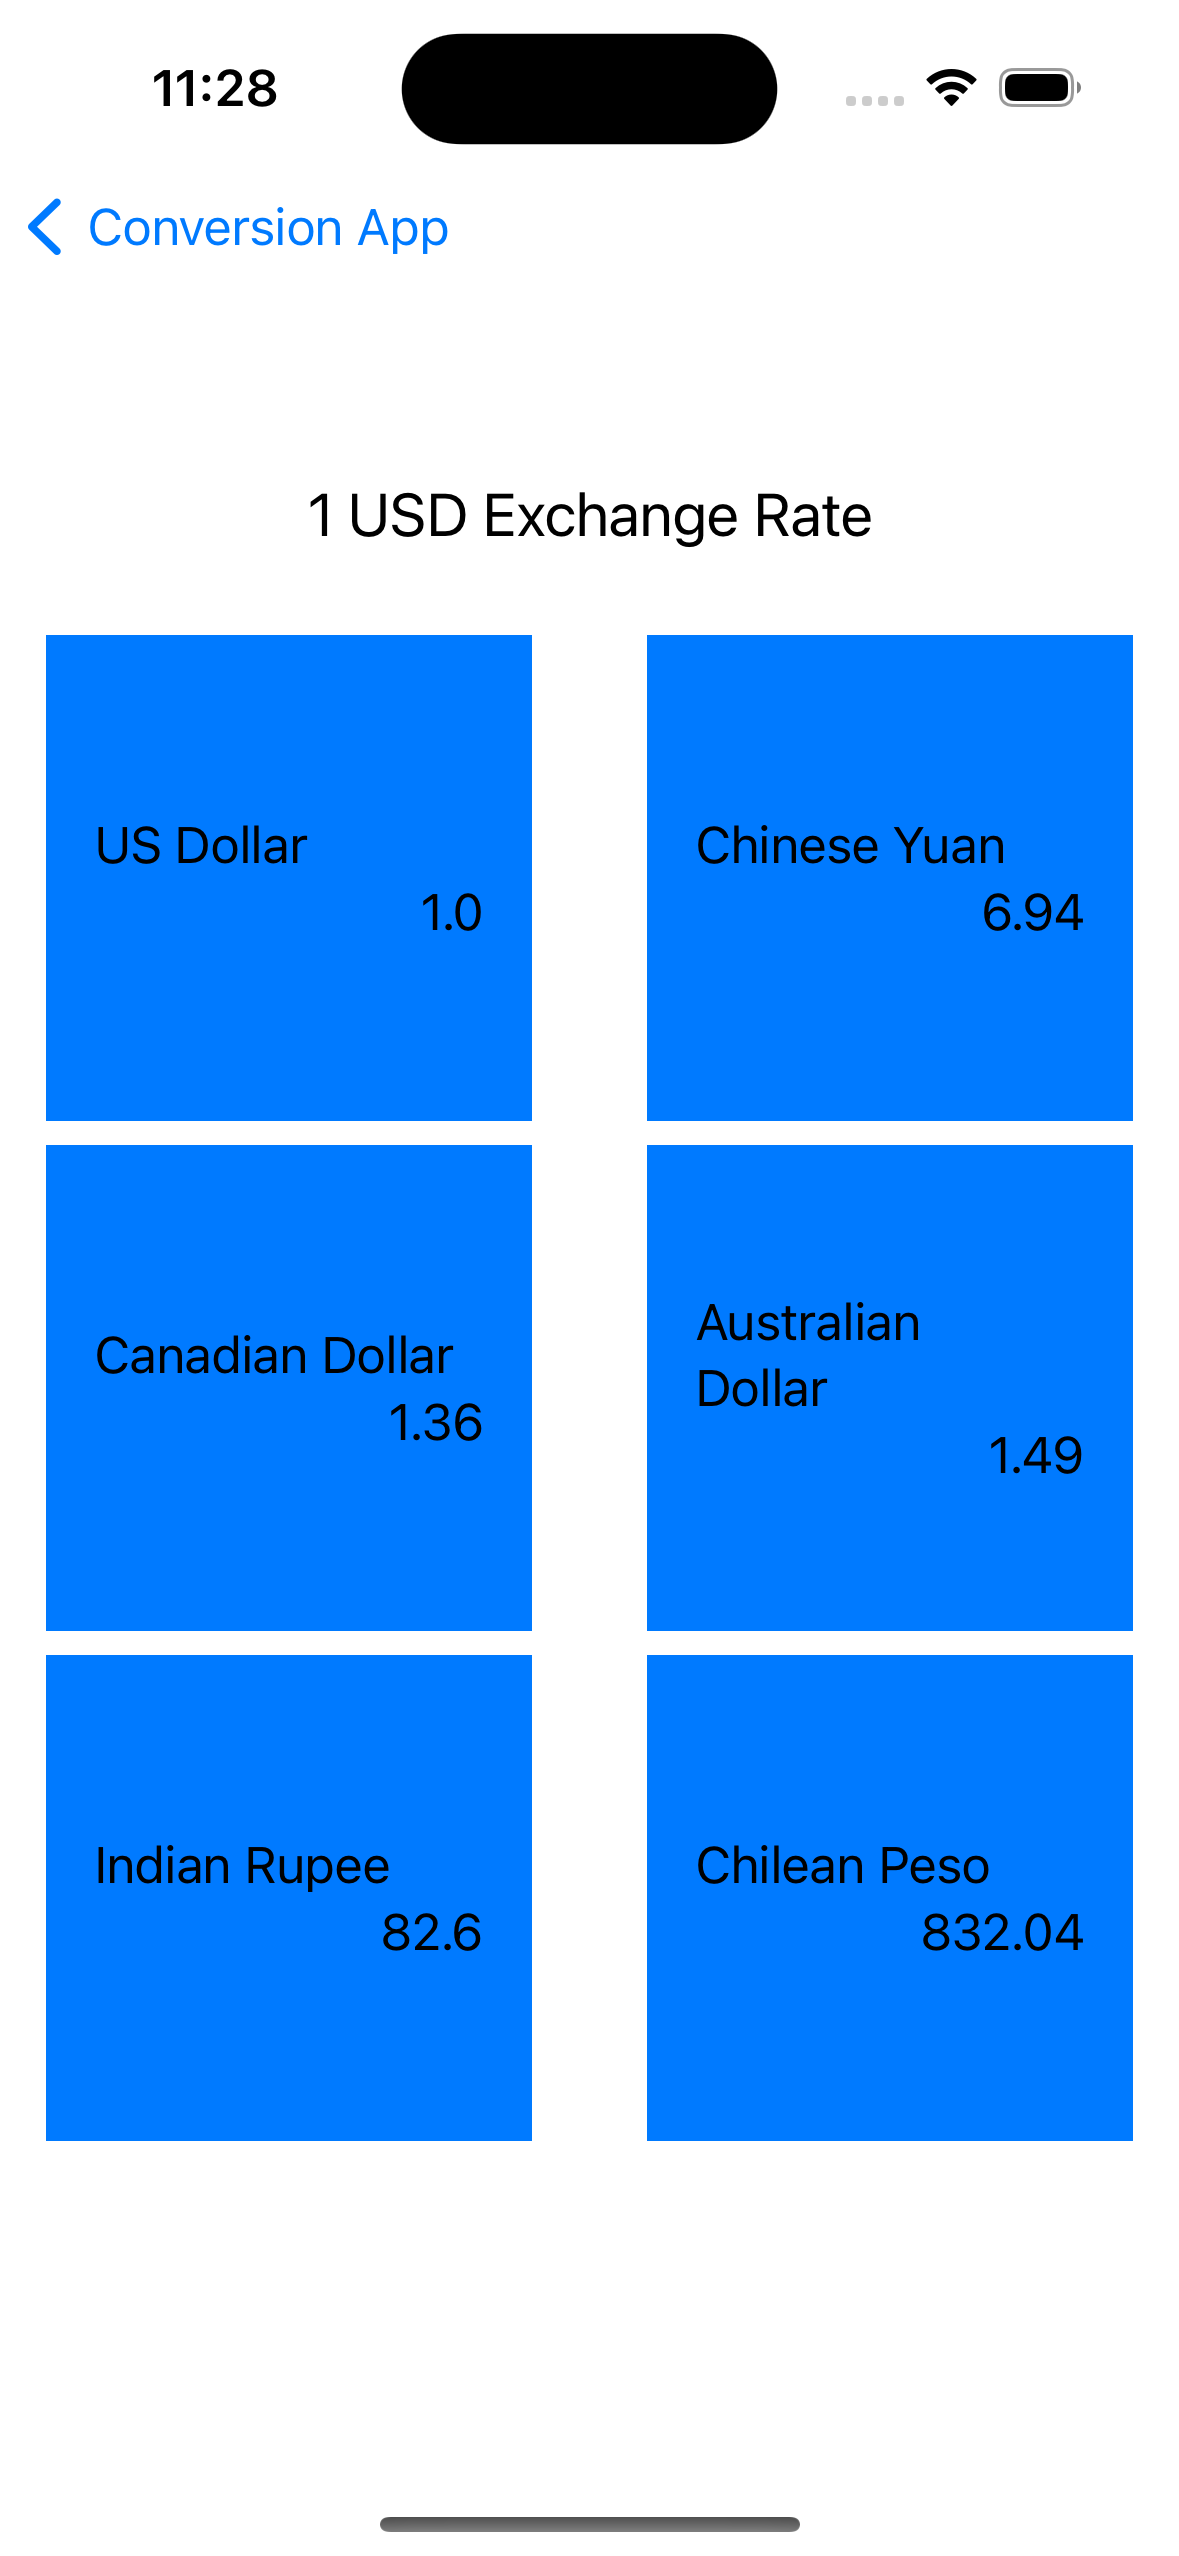 11:28
Conversion App
1 USD Exchange Rate
US Dollar
1.0
Chinese Yuan
6.94
Canadian Dollar
1.36
Australian
Dollar
1.49
Indian Rupee
82.6
Chilean Peso
832.04